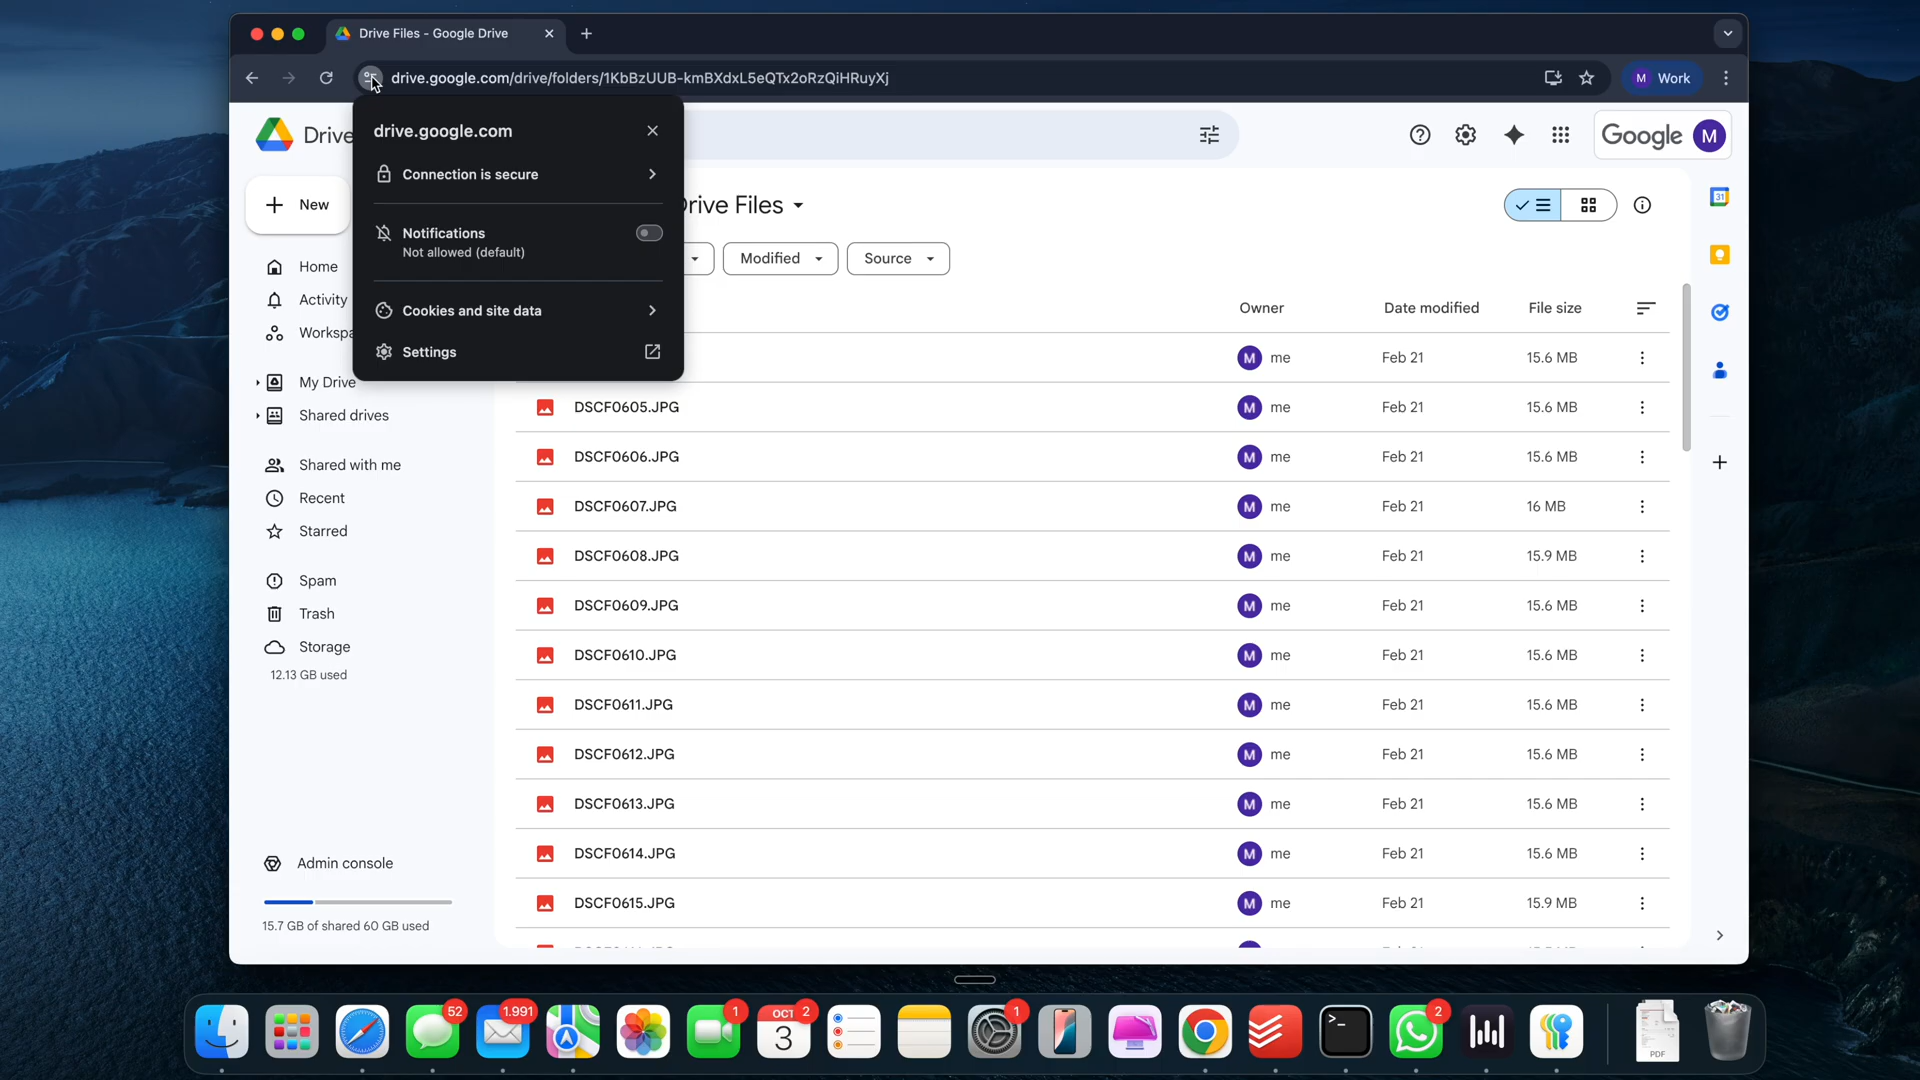 Drive Files - Google Drive
drive.google.com/drive/folders/1KbBzUUB-kmBXdxL5eQTx2oRzQiHRuyXj
M Work
drive.google.com
Connection is secure
Notifications
Not allowed (default)
Cookies and site data
Settings
Drive
Google M
New
Drive Files
Home
Activity
Modified
Source
My Drive
Shared drives
Shared with me
Recent
Starred
Spam
Trash
Storage
12.13 GB used
Admin console
15.7 GB of shared 60 GB used
Owner Date modified File size
M me Feb 21 15.6 MB
DSCF0605.JPG M me Feb 21 15.6 MB
DSCF0606.JPG M me Feb 21 15.6 MB
DSCF0607.JPG M me Feb 21 16 MB
DSCF0608.JPG M me Feb 21 15.9 MB
DSCF0609.JPG M me Feb 21 15.6 MB
DSCF0610.JPG M me Feb 21 15.6 MB
DSCF0611.JPG M me Feb 21 15.6 MB
DSCF0612.JPG M me Feb 21 15.6 MB
DSCF0613.JPG M me Feb 21 15.6 MB
DSCF0614.JPG M me Feb 21 15.6 MB
DSCF0615.JPG M me Feb 21 15.9 MB
31
52
1.991
1
OCT 2
3
1
2
PDF